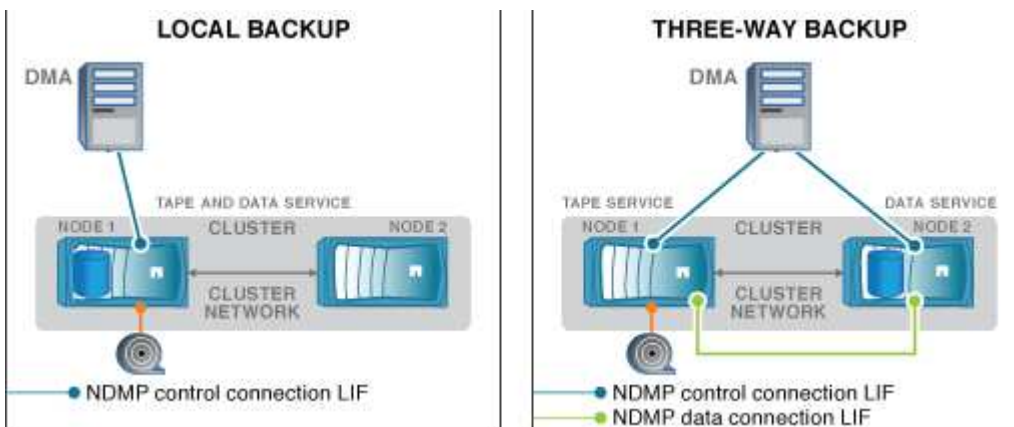 LOCAL BACKUP
DMA
TAPE AND DATA SERVICE
NODE 1
CLUSTER
NODE 2
CLUSTER
NETWORK
NDMP control connection LIF
THREE-WAY BACKUP
DMA
TAPE SERVICE
DATA SERVICE
NODE 1
CLUSTER
NODE 2
CLUSTER
NETWORK
NDMP control connection LIF
NDMP data connection LIF